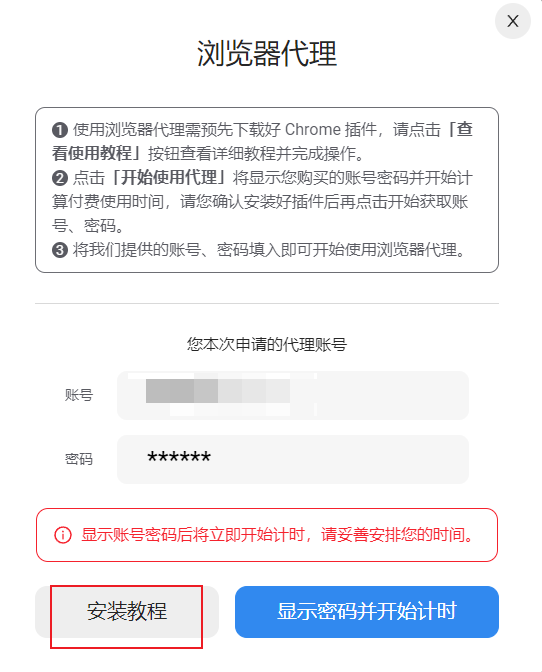 X
浏览器代理
❶ 使用浏览器代理需预先下载好 Chrome 插件，请点击「查
看使用教程」按钮查看详细教程并完成操作。
❷ 点击「开始使用代理」将显示您购买的账号密码并开始计
算付费使用时间，请您确认安装好插件后再点击开始获取账
号、密码。
❸ 将我们提供的账号、密码填入即可开始使用浏览器代理。
您本次申请的代理账号
账号
密码 ******
显示账号密码后将立即开始计时，请妥善安排您的时间。
安装教程 显示密码并开始计时